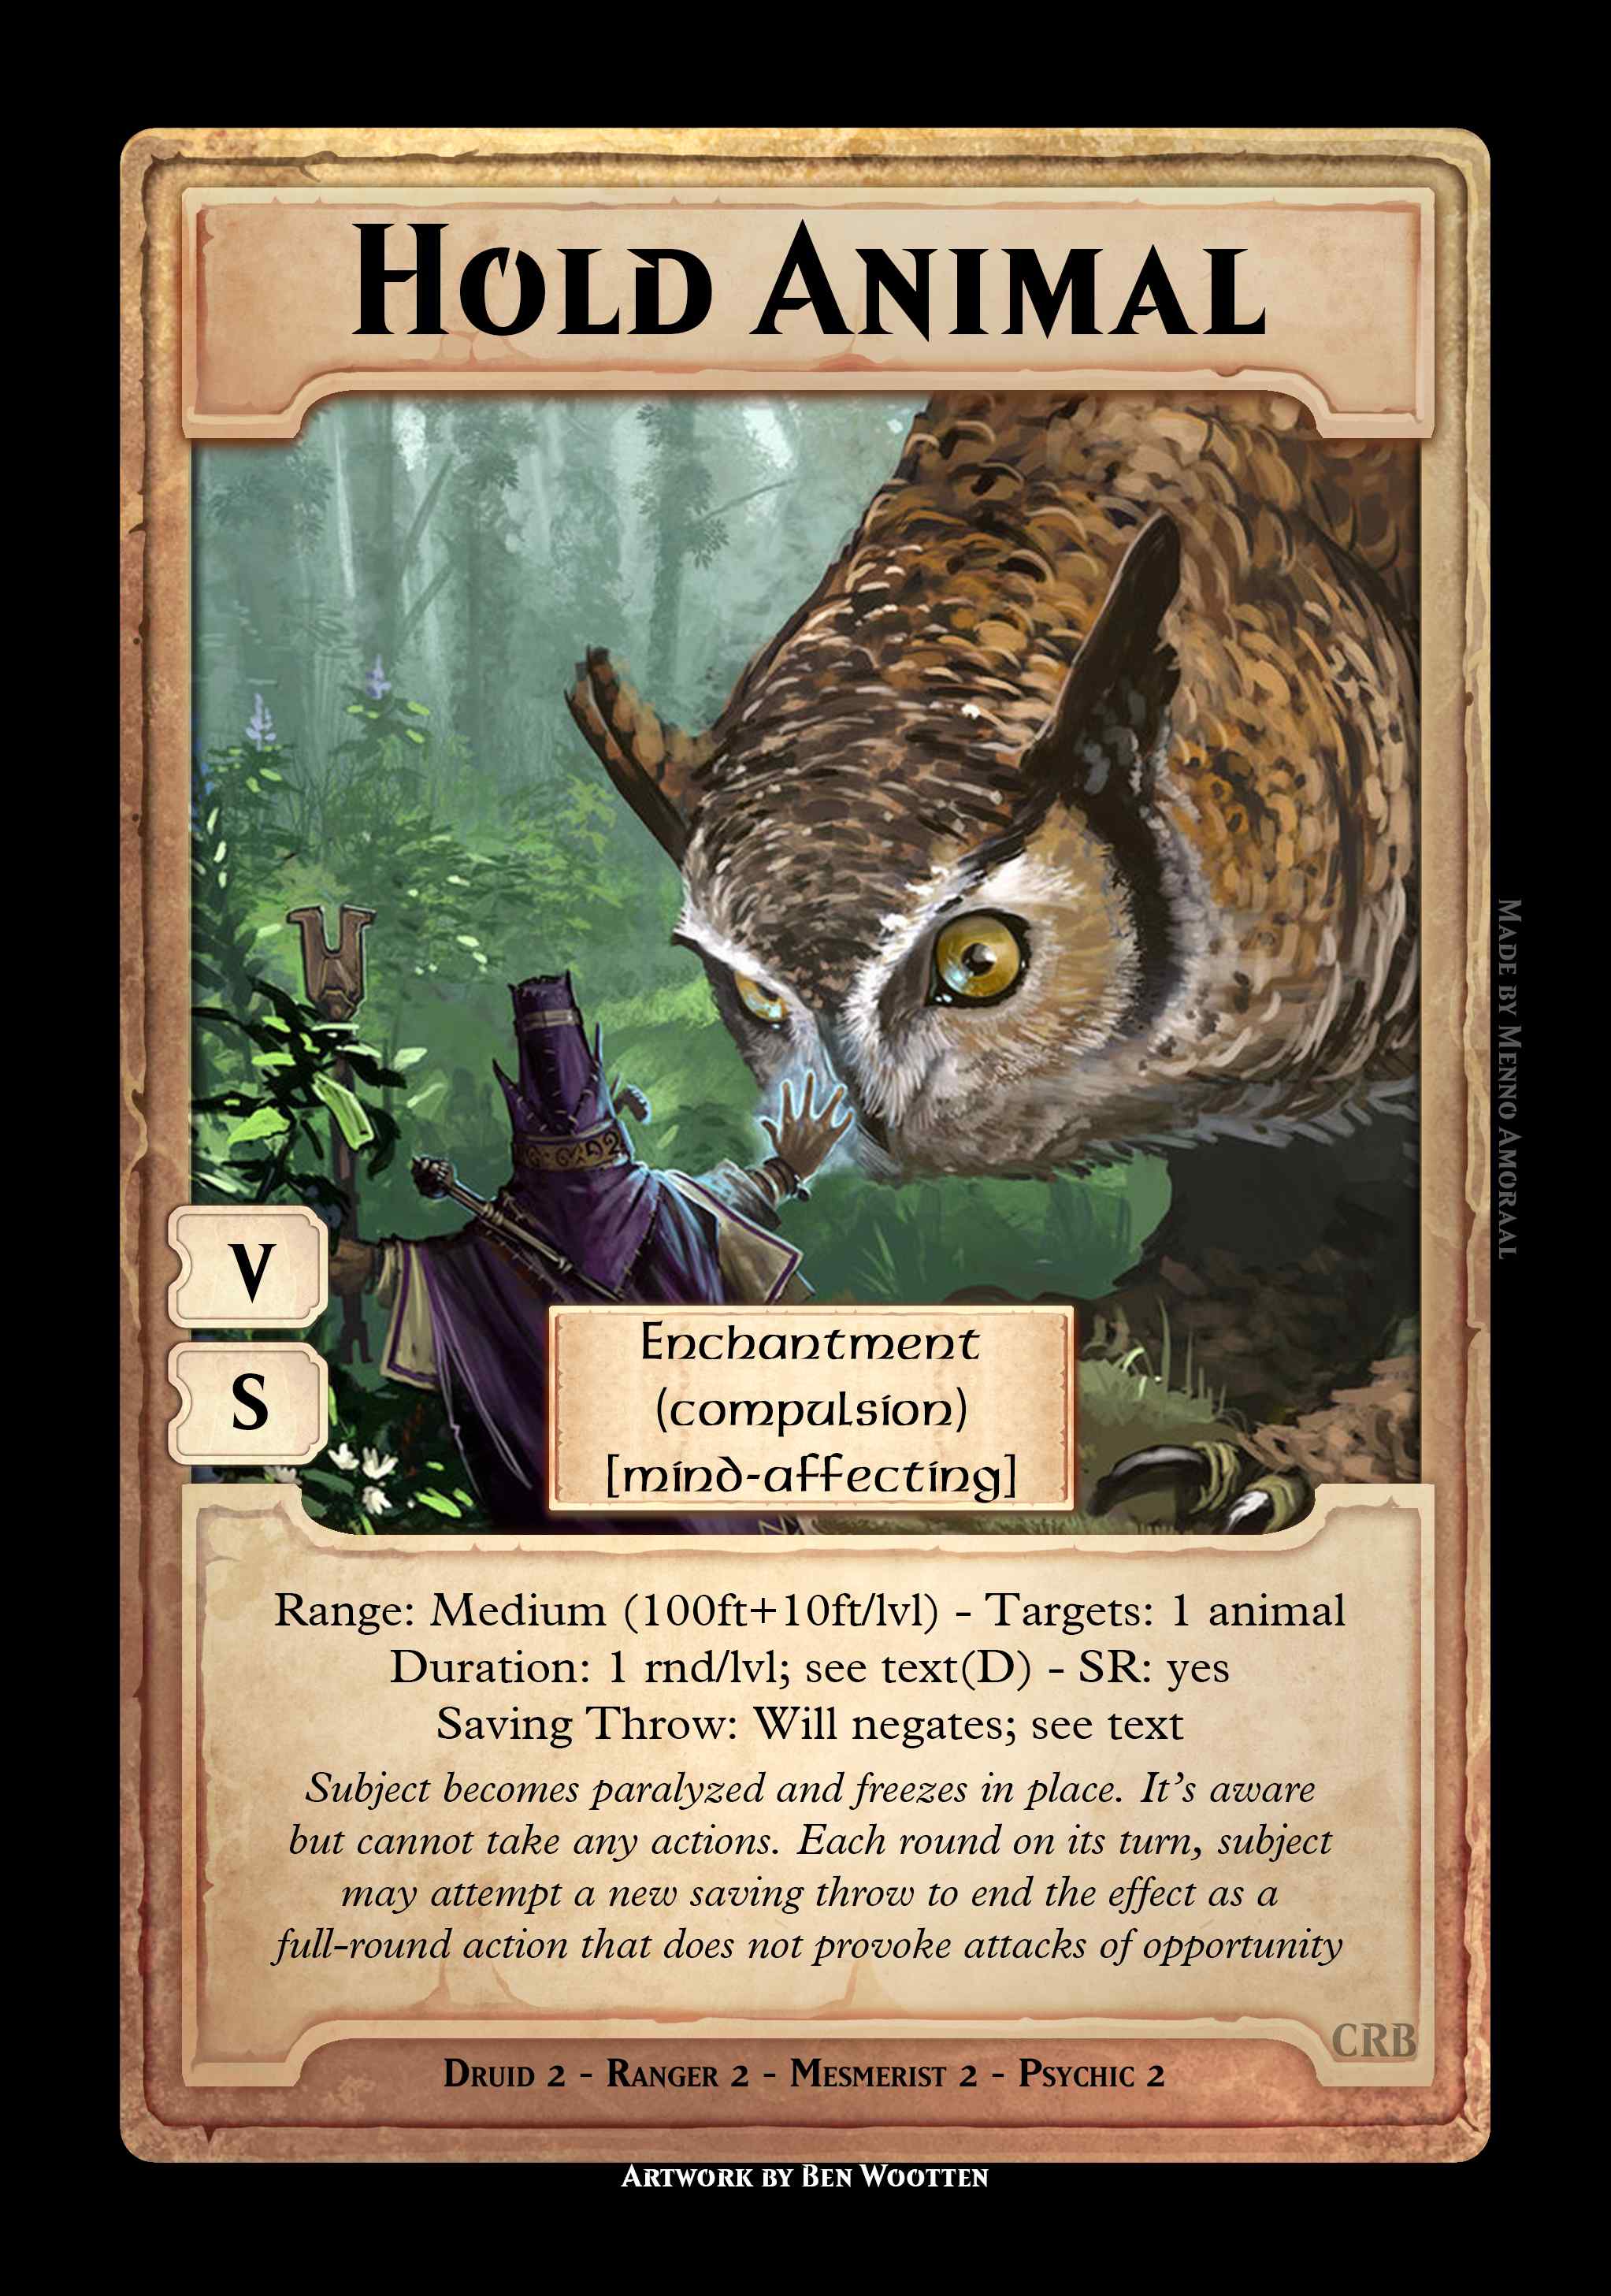 Hold Animal
V
S
Enchantment
(compulsion)
[mind-affecting]
Range: Medium (100ft+10ft/lvl) - Targets: 1 animal
Duration: 1 rnd/lvl; see text(D) - SR: yes
Saving Throw: Will negates; see text
Subject becomes paralyzed and freezes in place. It's aware
but cannot take any actions. Each round on its turn, subject
may attempt a new saving throw to end the effect as a
full-round action that does not provoke attacks of opportunity
CRB
Druid 2 - Ranger 2 - Mesmerist 2 - Psychic 2
Artwork by Ben Wootten
Made by Menno Amoraal